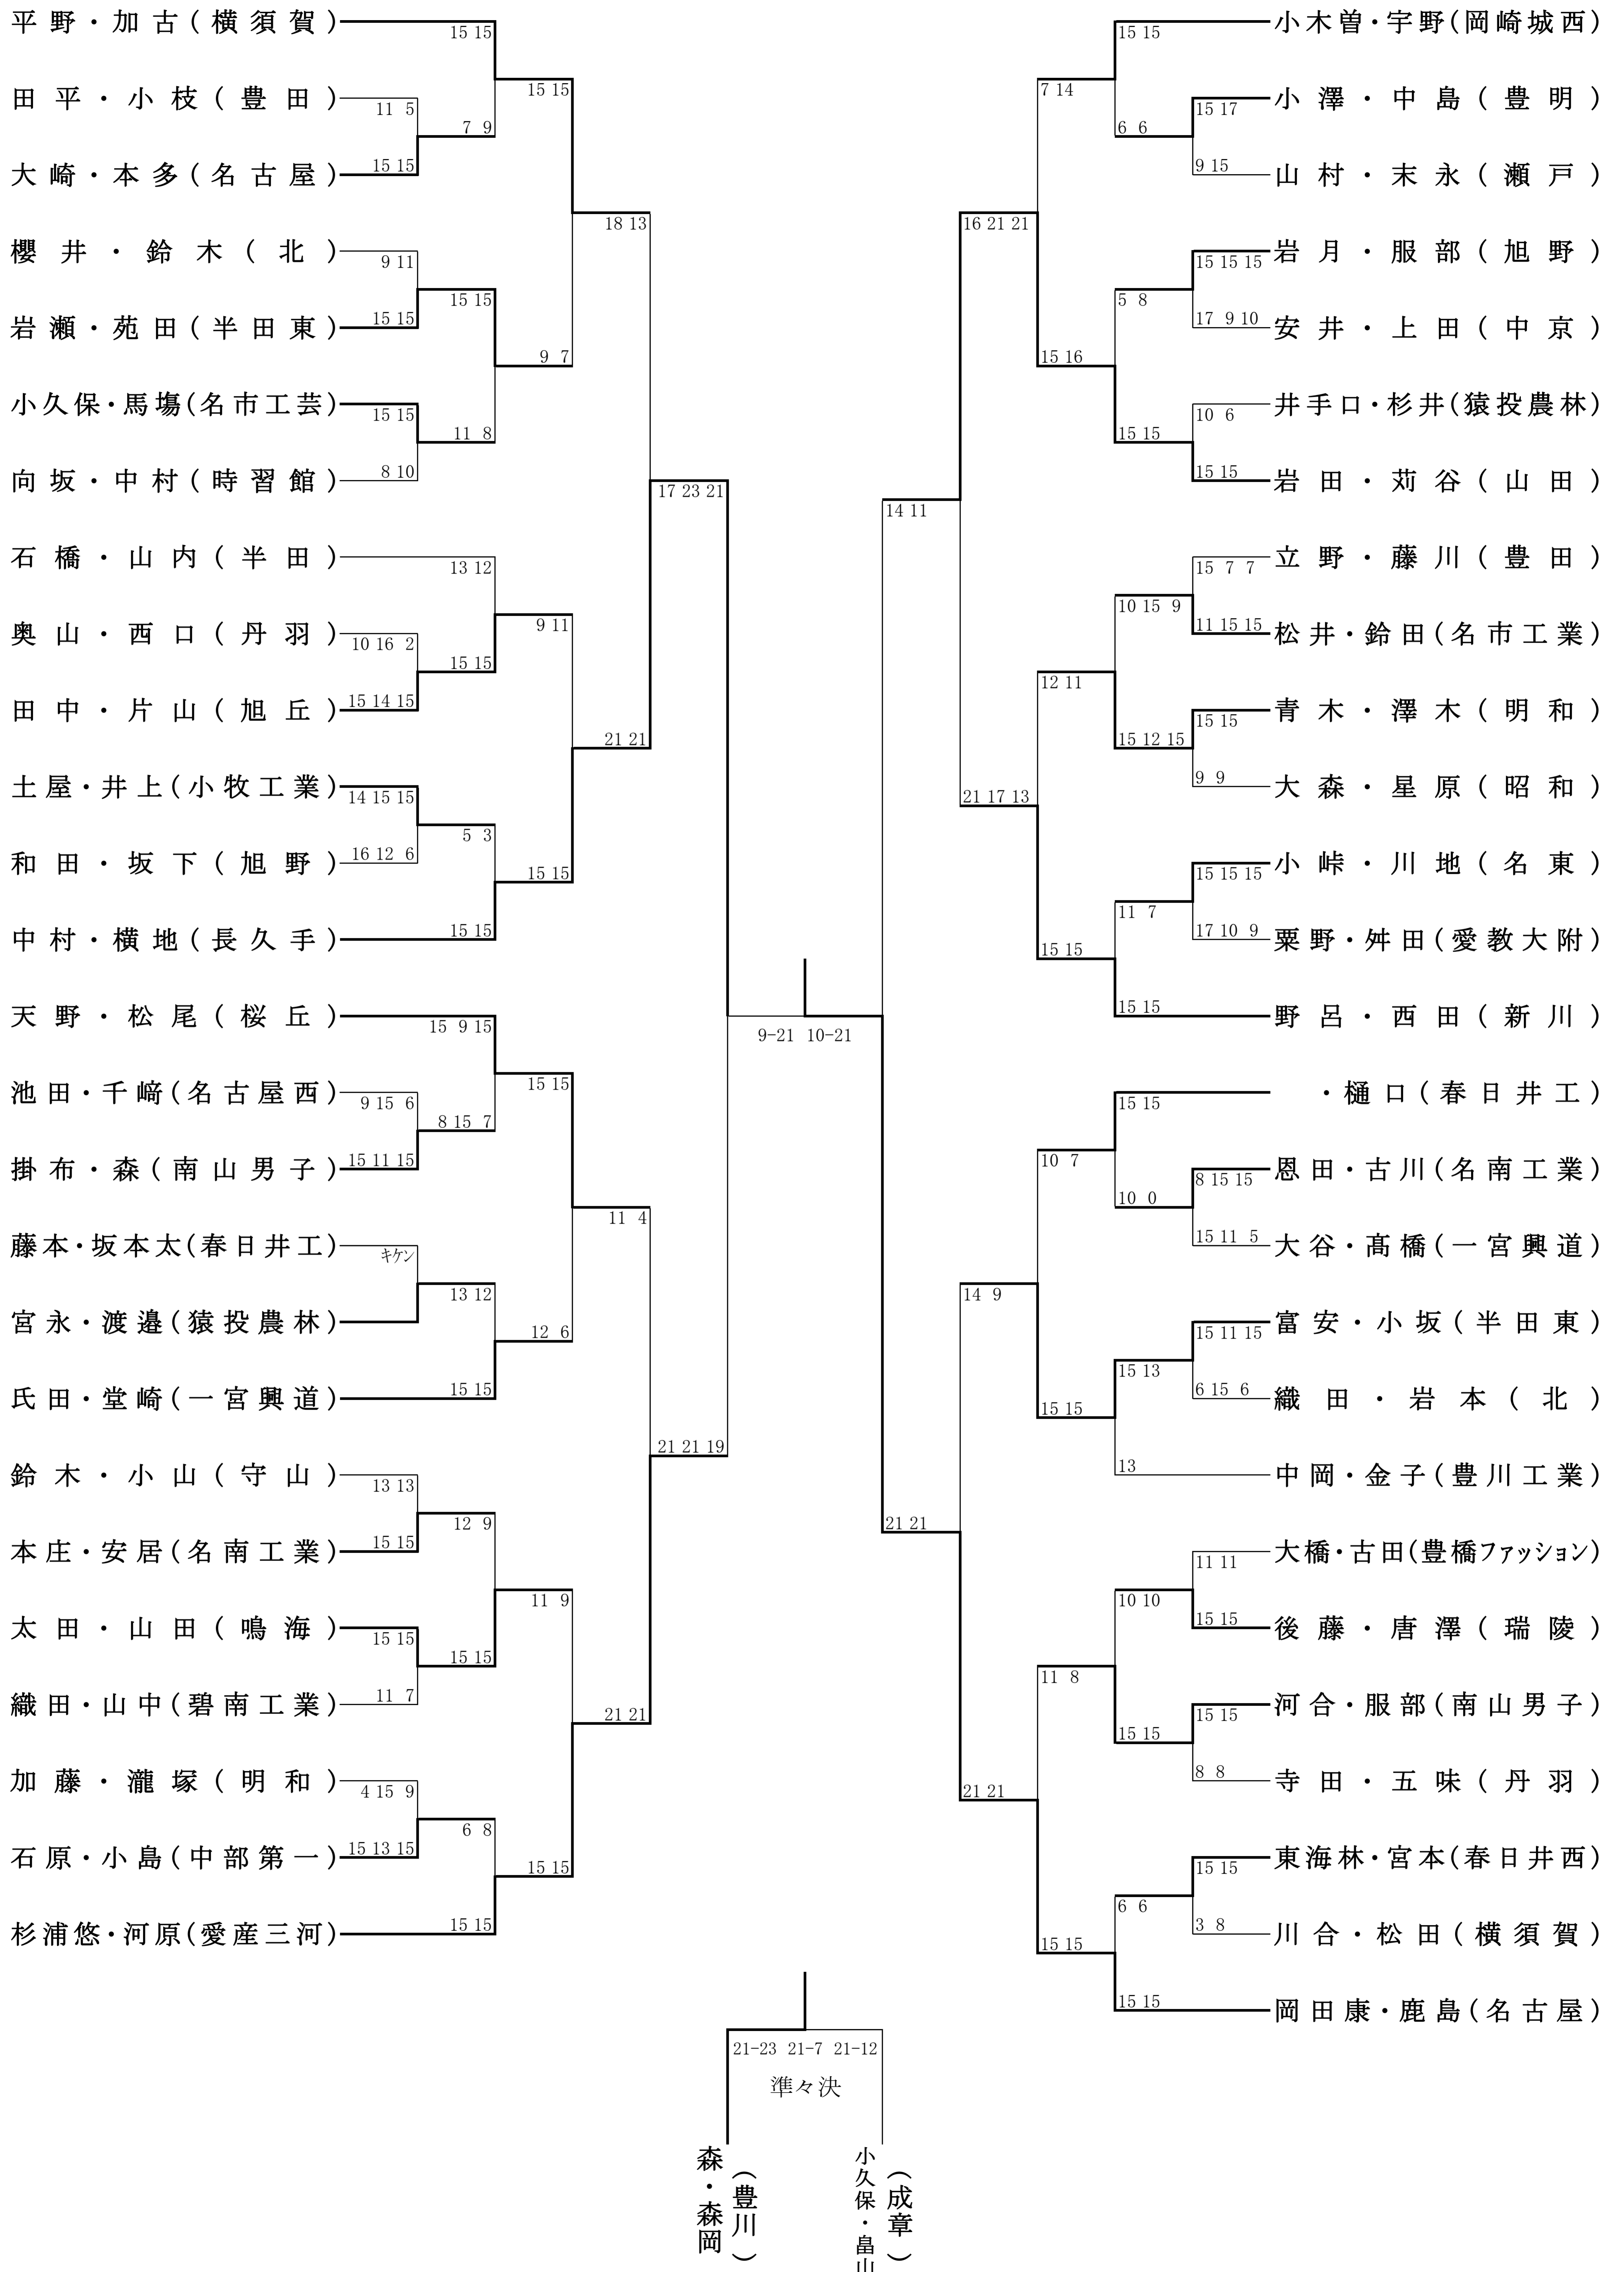 平野・加古(横須賀)
15 15
田平・小枝(豊田)
11 5
15 15
7 9
大崎・本多(名古屋)
15 15
18 13
櫻井・鈴木(北)
9 11
15 15
岩瀬・苑田(半田東)
15 15
9 7
小久保・馬塲(名市工芸)
15 15
11 8
向坂・中村(時習館)
8 10
17 23 21
石橋・山内(半田)
13 12
奥山・西口(丹羽)
10 16 2
9 11
15 15
田中・片山(旭丘)
15 14 15
21 21
土屋・井上(小牧工業)
14 15 15
5 3
和田・坂下(旭野)
16 12 6
15 15
中村・横地(長久手)
15 15
天野・松尾(桜丘)
15 9 15
9-21 10-21
池田・千﨑(名古屋西)
9 15 6
15 15
8 15 7
掛布・森(南山男子)
15 11 15
11 4
藤本・坂本太(春日井工)
キケン
13 12
宮永・渡邉(猿投農林)
12 6
氏田・堂崎(一宮興道)
15 15
21 21 19
鈴木・小山(守山)
13 13
12 9
本庄・安居(名南工業)
15 15
11 9
太田・山田(鳴海)
15 15
15 15
織田・山中(碧南工業)
11 7
21 21
加藤・瀧塚(明和)
4 15 9
6 8
石原・小島(中部第一)
15 13 15
15 15
杉浦悠・河原(愛産三河)
15 15
小木曽・宇野(岡崎城西)
15 15
7 14
小澤・中島(豊明)
15 17
6 6
山村・末永(瀬戸)
9 15
16 21 21
岩月・服部(旭野)
15 15 15
5 8
安井・上田(中京)
17 9 10
15 16
井手口・杉井(猿投農林)
10 6
15 15
岩田・苅谷(山田)
15 15
14 11
立野・藤川(豊田)
15 7 7
10 15 9
松井・鈴田(名市工業)
11 15 15
12 11
青木・澤木(明和)
15 15
15 12 15
大森・星原(昭和)
9 9
21 17 13
小峠・川地(名東)
15 15 15
11 7
粟野・舛田(愛教大附)
17 10 9
15 15
野呂・西田(新川)
15 15
・樋口(春日井工)
15 15
10 7
恩田・古川(名南工業)
8 15 15
10 0
大谷・髙橋(一宮興道)
15 11 5
14 9
富安・小坂(半田東)
15 11 15
15 13
織田・岩本(北)
6 15 6
15 15
中岡・金子(豊川工業)
13
21 21
大橋・古田(豊橋ファッション)
11 11
10 10
後藤・唐澤(瑞陵)
15 15
11 8
河合・服部(南山男子)
15 15
15 15
寺田・五味(丹羽)
8 8
21 21
東海林・宮本(春日井西)
15 15
6 6
川合・松田(横須賀)
3 8
15 15
岡田康・鹿島(名古屋)
15 15
21-23 21-7 21-12
準々決
森・森岡
(豊川)
小久保・畠山
(成章)